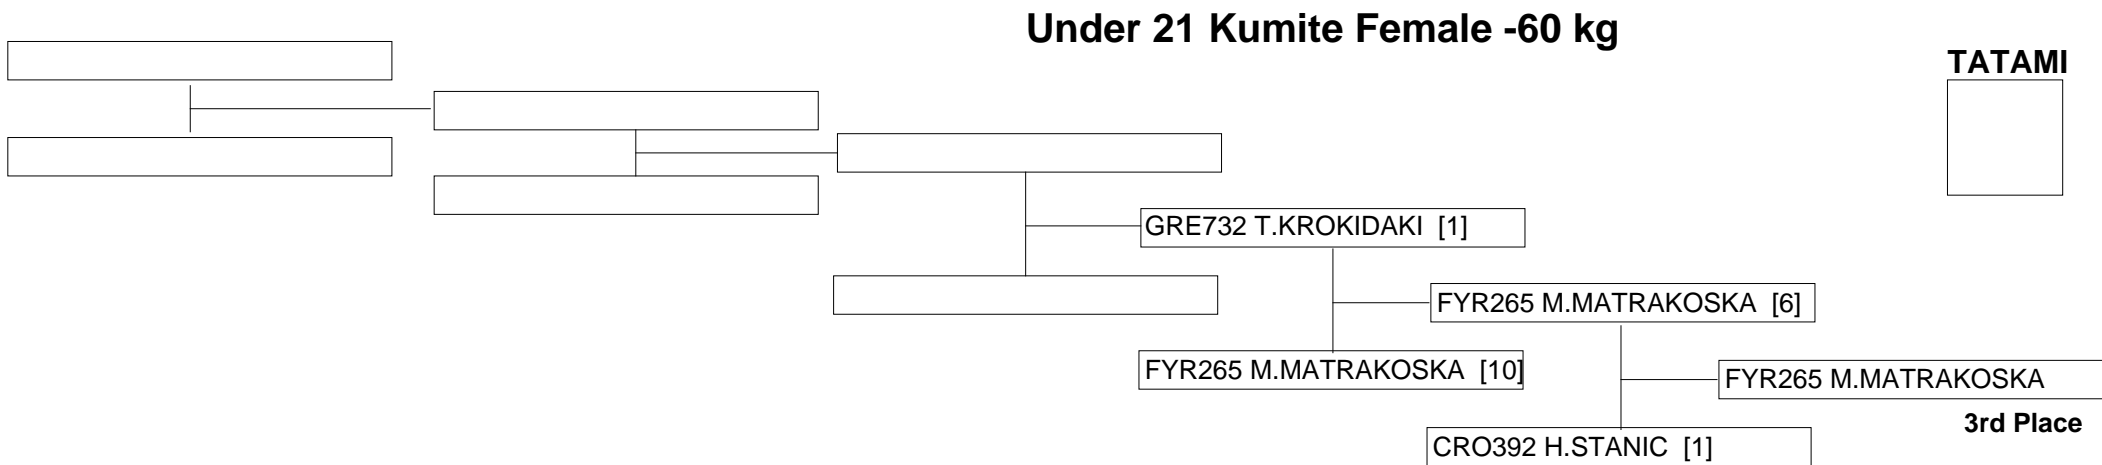 Under 21 Kumite Female -60 kg
TATAMI
GRE732 T.KROKIDAKI [1]
FYR265 M.MATRAKOSKA [6]
FYR265 M.MATRAKOSKA [10]
FYR265 M.MATRAKOSKA
3rd Place
CRO392 H.STANIC [1]